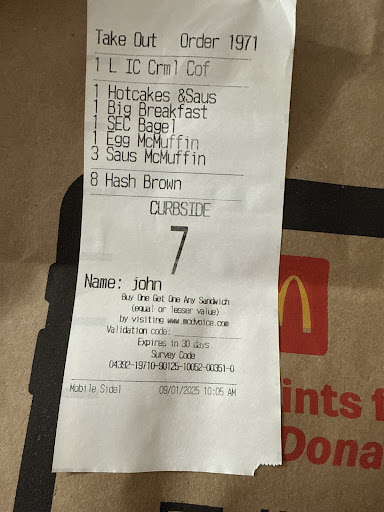 Take Out Order 1971
1 L IC Crml Cof
1 Hotcakes &Saus
1 Big Breakfast
1 SEC Bagel
1 Egg McMuffin
3 Saus McMuffin
8 Hash Brown
CURBSIDE
7
Name: john
Buy One Get One Any Sandwich
(equal or lesser value)
by visiting www.mcdvoice.com
Validation code:
Expires in 30 days
Survey Code
04392-19710-90125-10052-00351-0
Mobile Side1 09/01/2025 10:05 AM
ints f
Dona